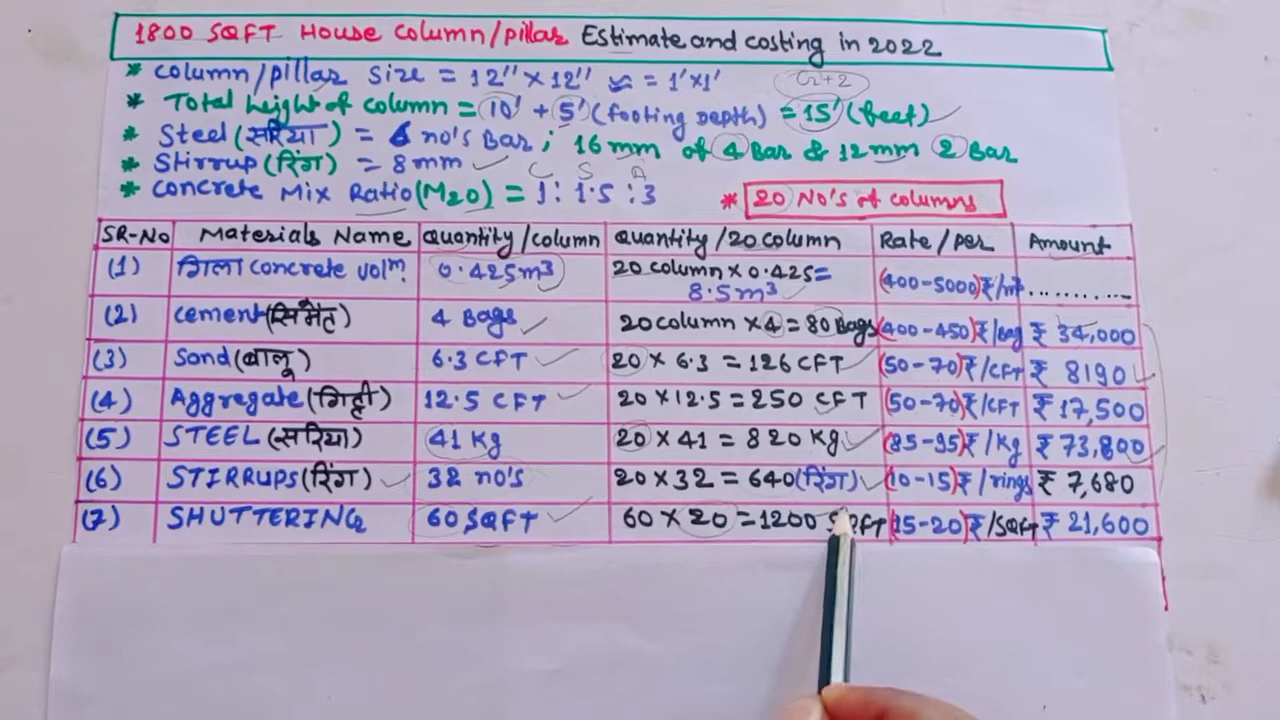 1800 SQFT House column/pillar Estimate and costing in 2022
* column/pillar size = 12"×12" ≈ = 1'×1' G+2
* Total height of column = 10' + 5' (footing Depth) = 15' (feet)
* Steel (सरिया) = 6 no's Bar ; 16mm of 4 Bar & 12mm 2 Bar
* Stirrup (रिंग) = 8mm
C S A
* Concrete Mix Ratio (M20) = 1 : 1.5 : 3 * 20 No's of columns
SR-No Materials Name Quantity/column Quantity/20 column Rate/per Amount
(1) गिला concrete volm. 0.425m³ 20 column × 0.425 = 8.5m³ (400-5000)₹/m³ ...........
(2) cement (सिमेंट) 4 Bags 20 column × 4 = 80 Bags (400-450)₹/bag ₹ 34,000
(3) Sand (बालू) 6.3 CFT 20 × 6.3 = 126 CFT (50-70)₹/CFT ₹ 8190
(4) Aggregate (गिट्टी) 12.5 CFT 20 × 12.5 = 250 CFT (50-70)₹/CFT ₹ 17,500
(5) STEEL (सरिया) 41 Kg 20 × 41 = 820 Kg (85-95)₹/Kg ₹ 73,800
(6) STIRRUPS (रिंग) 32 no's 20 × 32 = 640 (रिंग) (10-15)₹/rings ₹ 7,680
(7) SHUTTERING 60 SQFT 60 × 20 = 1200 SQFT (15-20)₹/SQFT ₹ 21,600